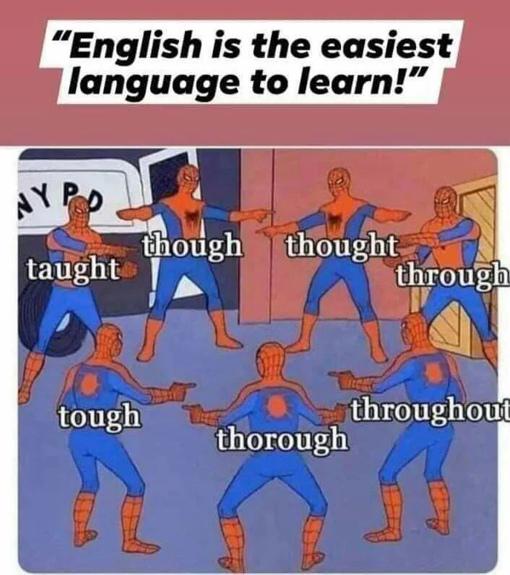 “English is the easiest
language to learn!”
NYPD
though
thought
taught
through
tough
throughout
thorough